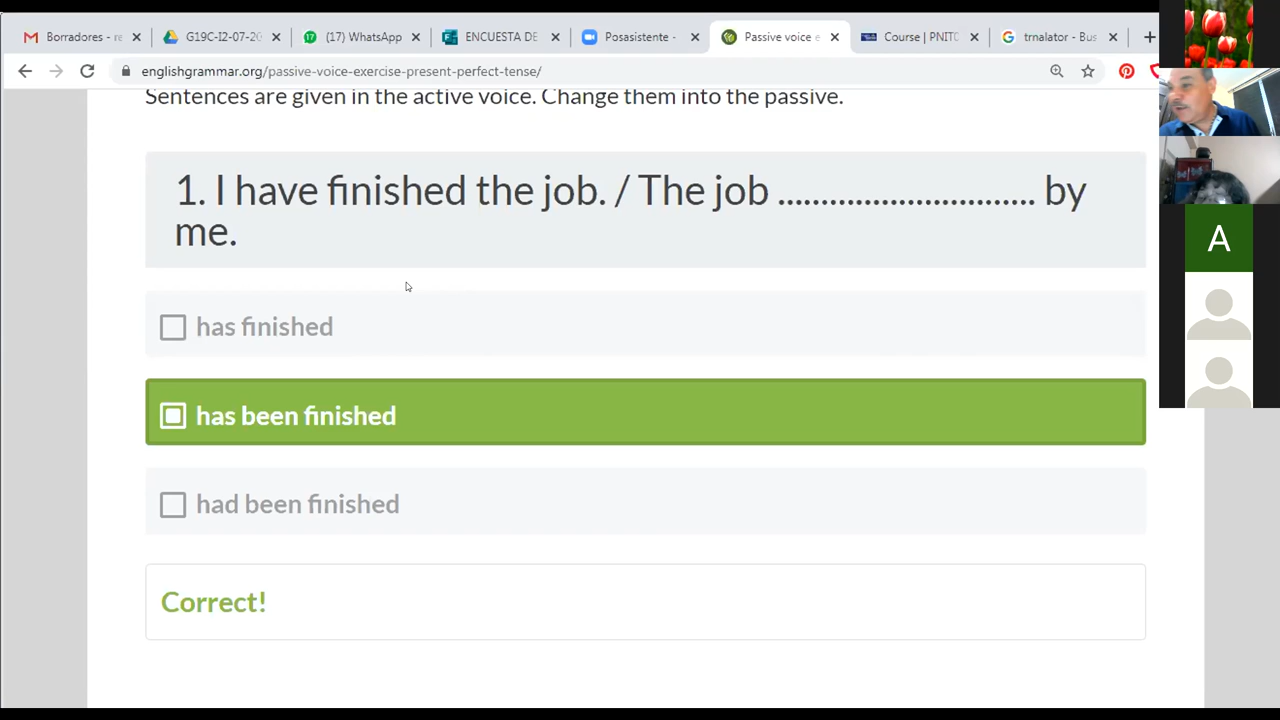 Borradores - re
G19C-I2-07-20
(17) WhatsApp
ENCUESTA DE
Posasistente -
Passive voice e
Course | PNITC
trnalator - Bus
englishgrammar.org/passive-voice-exercise-present-perfect-tense/
Sentences are given in the active voice. Change them into the passive.
1. I have finished the job. / The job .............................. by
me.
has finished
has been finished
had been finished
Correct!
A